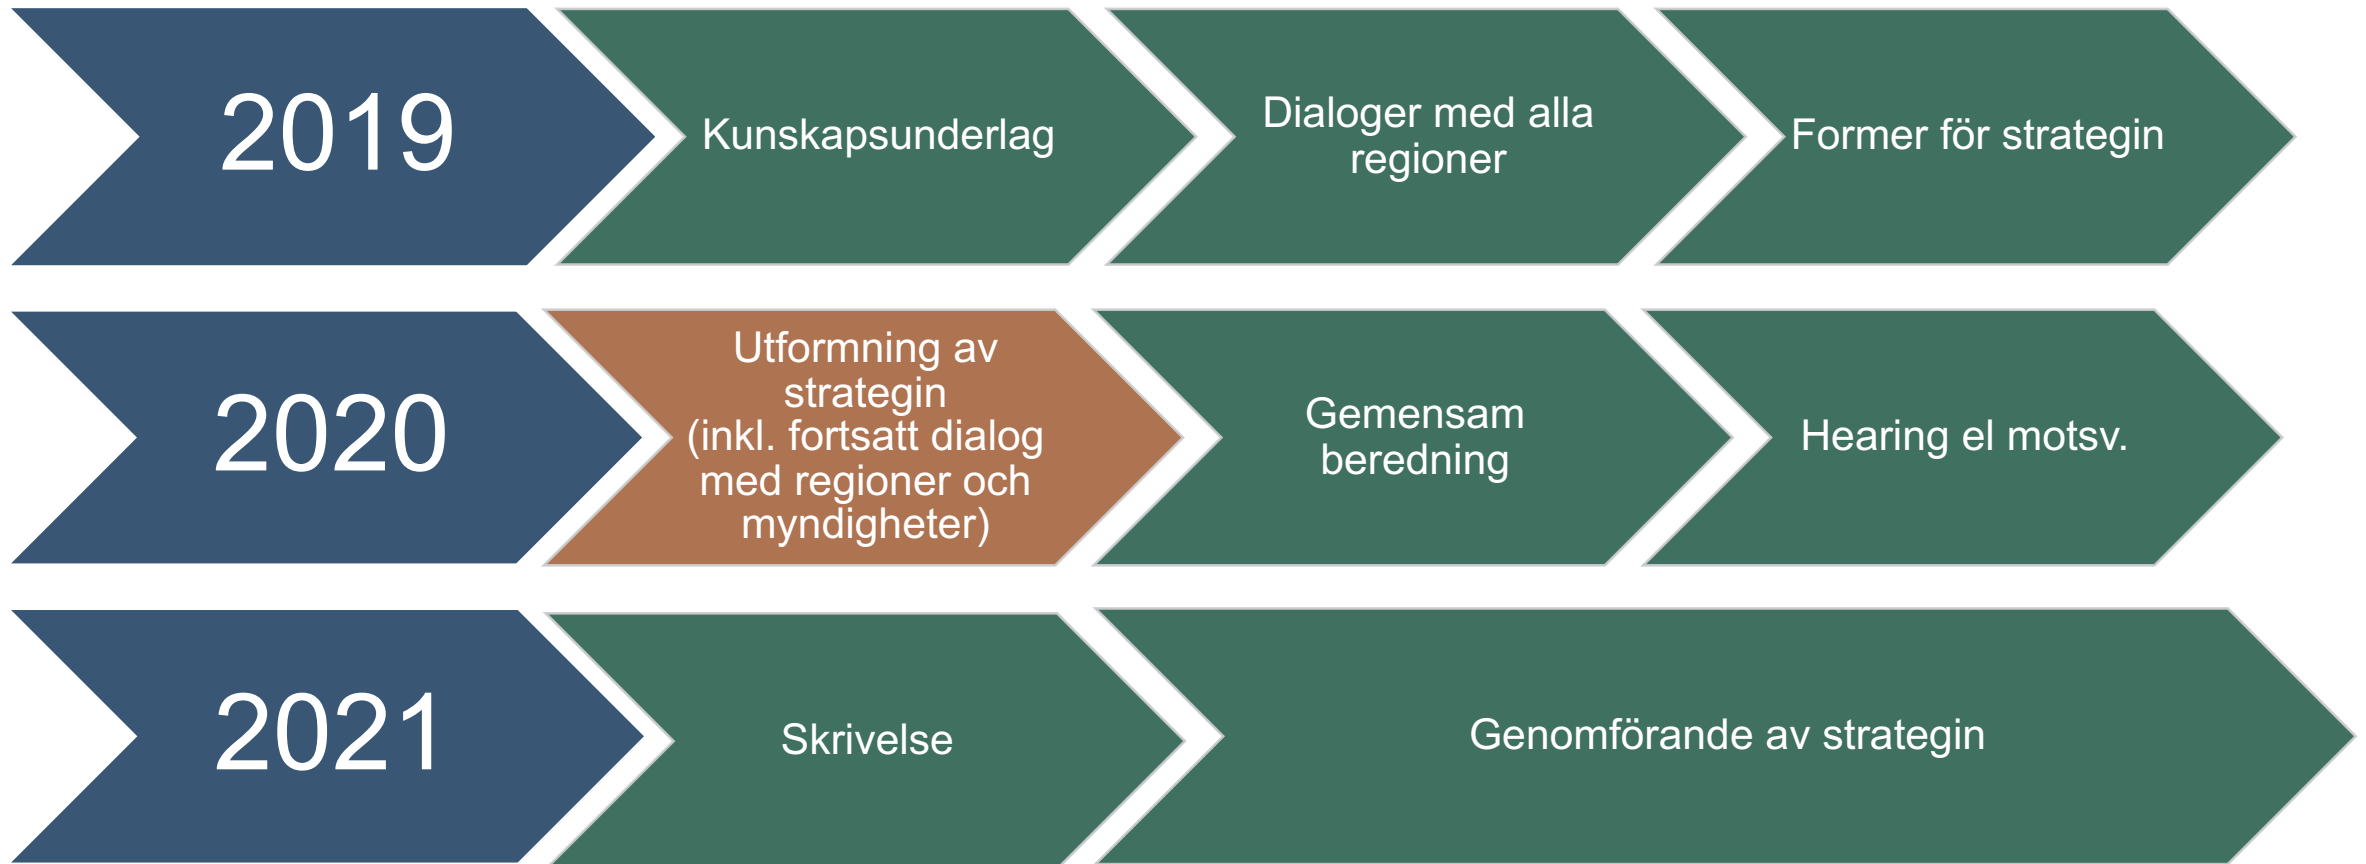 2019
Kunskapsunderlag
Dialoger med alla
regioner
Former för strategin
2020
Utformning av
strategin
(inkl. fortsatt dialog
med regioner och
myndigheter)
Gemensam
beredning
Hearing el motsv.
2021
Skrivelse
Genomförande av strategin